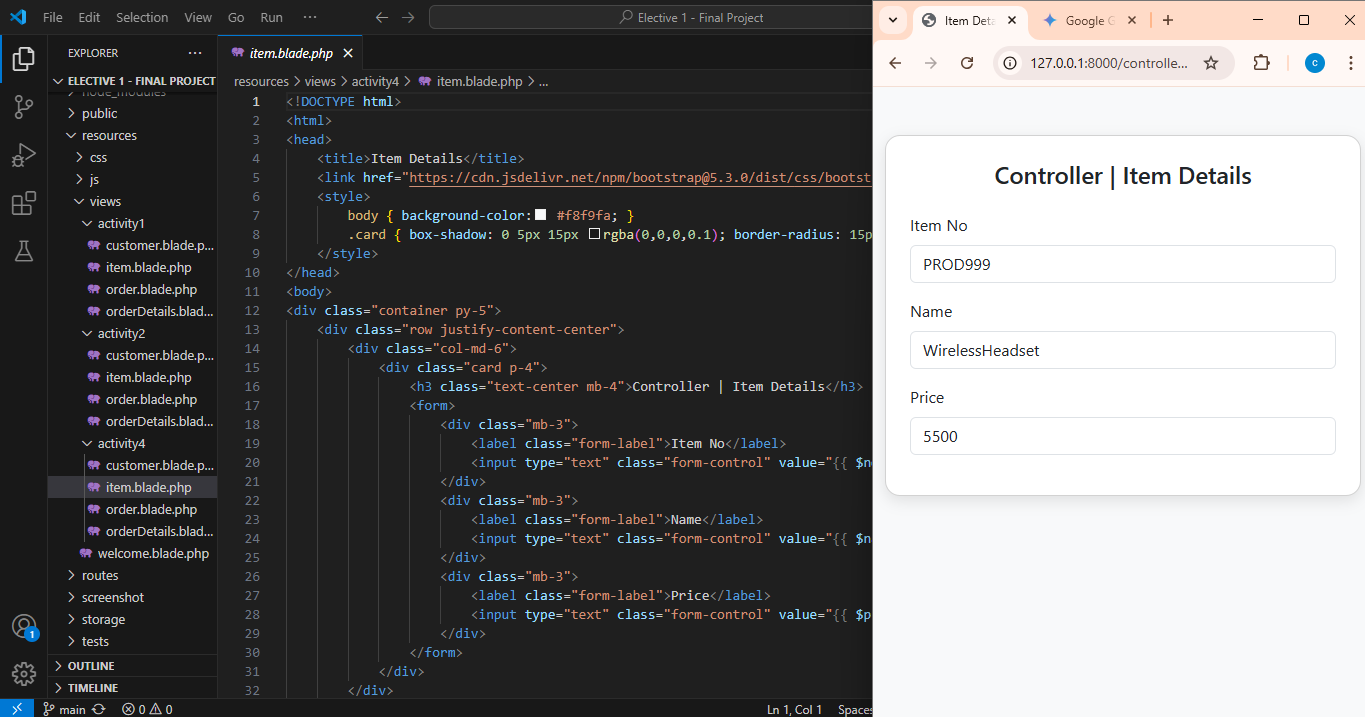 File Edit Selection View Go Run ··· Elective 1 - Final Project
EXPLORER ···
ELECTIVE 1 - FINAL PROJECT
node_modules
public
resources
css
js
views
activity1
customer.blade.p...
item.blade.php
order.blade.php
orderDetails.blad...
activity2
customer.blade.p...
item.blade.php
order.blade.php
orderDetails.blad...
activity4
customer.blade.p...
item.blade.php
order.blade.php
orderDetails.blad...
welcome.blade.php
routes
screenshot
storage
tests
OUTLINE
TIMELINE
item.blade.php
resources > views > activity4 > item.blade.php > ...
1 <!DOCTYPE html>
2 <html>
3 <head>
4 <title>Item Details</title>
5 <link href="https://cdn.jsdelivr.net/npm/bootstrap@5.3.0/dist/css/bootst
6 <style>
7 body { background-color: #f8f9fa; }
8 .card { box-shadow: 0 5px 15px rgba(0,0,0,0.1); border-radius: 15p
9 </style>
10 </head>
11 <body>
12 <div class="container py-5">
13 <div class="row justify-content-center">
14 <div class="col-md-6">
15 <div class="card p-4">
16 <h3 class="text-center mb-4">Controller | Item Details</h3>
17 <form>
18 <div class="mb-3">
19 <label class="form-label">Item No</label>
20 <input type="text" class="form-control" value="{{ $n
21 </div>
22 <div class="mb-3">
23 <label class="form-label">Name</label>
24 <input type="text" class="form-control" value="{{ $n
25 </div>
26 <div class="mb-3">
27 <label class="form-label">Price</label>
28 <input type="text" class="form-control" value="{{ $p
29 </div>
30 </form>
31 </div>
32 </div>
1
main 0 0 Ln 1, Col 1 Spaces
Item Deta Google G
127.0.0.1:8000/controlle... c
Controller | Item Details
Item No
PROD999
Name
WirelessHeadset
Price
5500